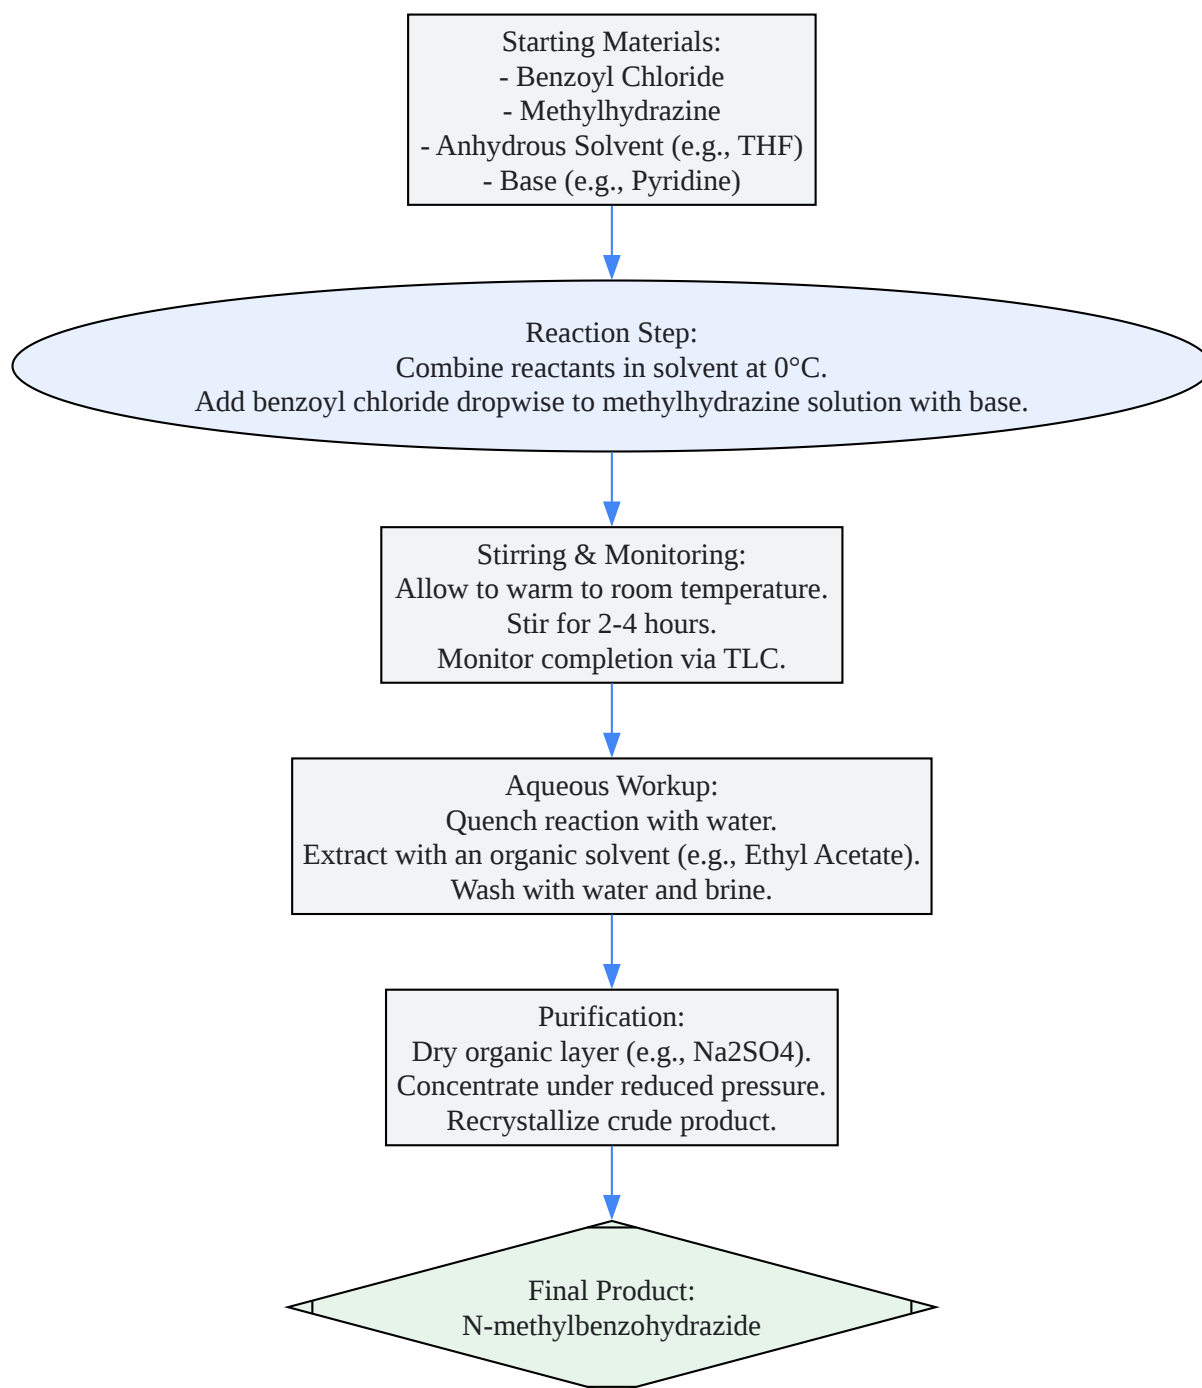 Starting Materials:
- Benzoyl Chloride
- Methylhydrazine
- Anhydrous Solvent (e.g., THF)
- Base (e.g., Pyridine)
Reaction Step:
Combine reactants in solvent at 0°C.
Add benzoyl chloride dropwise to methylhydrazine solution with base.
Stirring & Monitoring:
Allow to warm to room temperature.
Stir for 2-4 hours.
Monitor completion via TLC.
Aqueous Workup:
Quench reaction with water.
Extract with an organic solvent (e.g., Ethyl Acetate).
Wash with water and brine.
Purification:
Dry organic layer (e.g., Na2SO4).
Concentrate under reduced pressure.
Recrystallize crude product.
Final Product:
N-methylbenzohydrazide